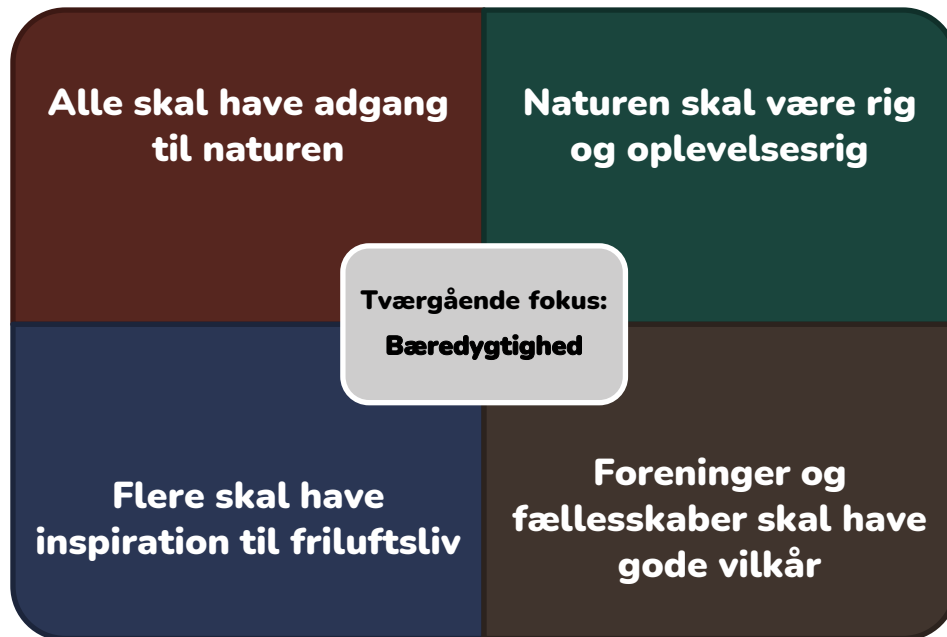 Alle skal have adgang
til naturen
Naturen skal være rig
og oplevelsesrig
Tværgående fokus:
Bæredygtighed
Flere skal have
inspiration til friluftsliv
Foreninger og
fællesskaber skal have
gode vilkår